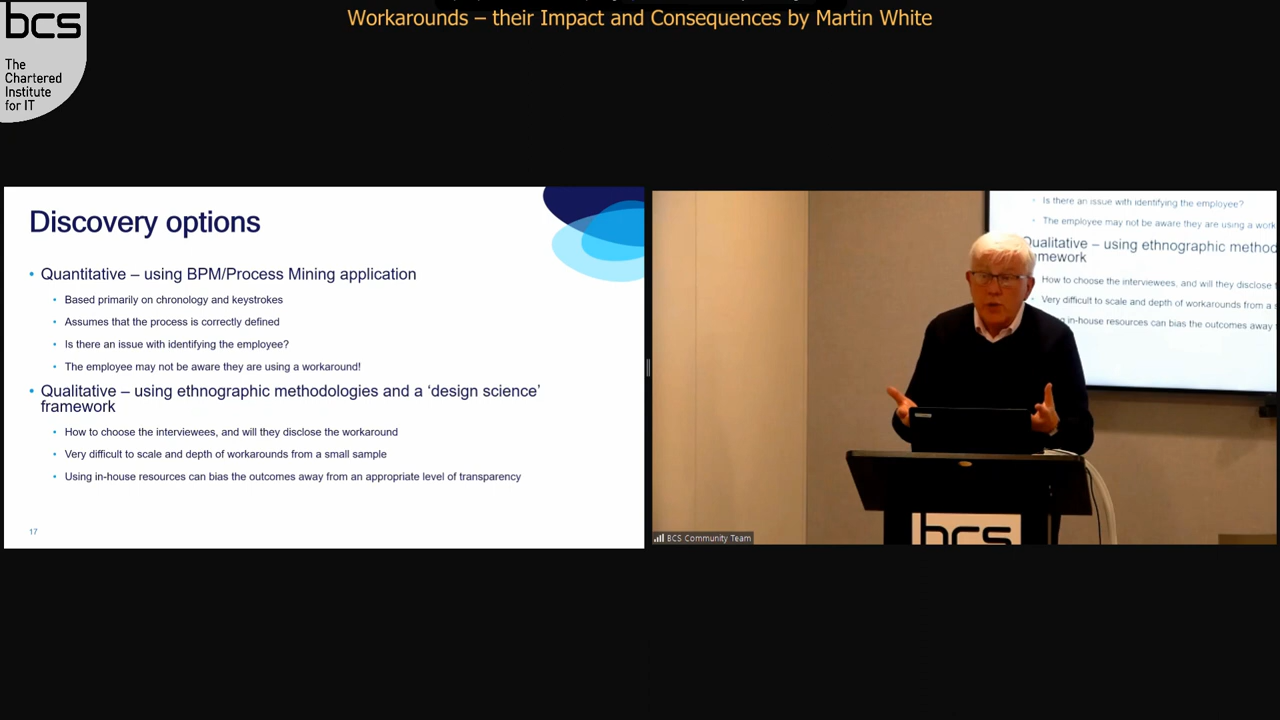 Workarounds – their Impact and Consequences by Martin White
bcs
The
Chartered
Institute
for IT
Discovery options
• Quantitative – using BPM/Process Mining application
• Based primarily on chronology and keystrokes
• Assumes that the process is correctly defined
• Is there an issue with identifying the employee?
• The employee may not be aware they are using a workaround!
• Qualitative – using ethnographic methodologies and a ‘design science’
framework
• How to choose the interviewees, and will they disclose the workaround
• Very difficult to scale and depth of workarounds from a small sample
• Using in-house resources can bias the outcomes away from an appropriate level of transparency
17
• Is there an issue with identifying the employee?
• The employee may not be aware they are using a work
Qualitative – using ethnographic method
mework
How to choose the interviewees, and will they disclose
Very difficult to scale and depth of workarounds from a
in-house resources can bias the outcomes away
bcs
BCS Community Team